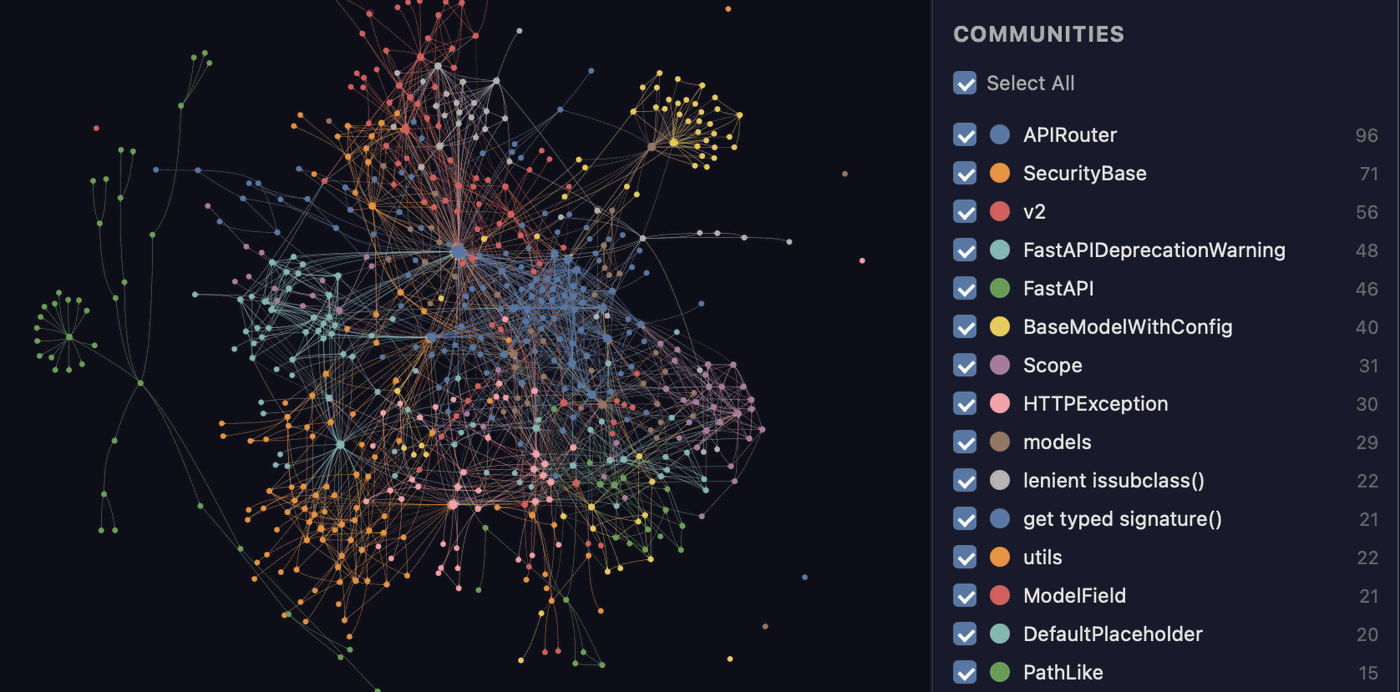 COMMUNITIES
Select All
APIRouter 96
SecurityBase 71
v2 56
FastAPIDeprecationWarning 48
FastAPI 46
BaseModelWithConfig 40
Scope 31
HTTPException 30
models 29
lenient issubclass() 22
get typed signature() 21
utils 22
ModelField 21
DefaultPlaceholder 20
PathLike 15